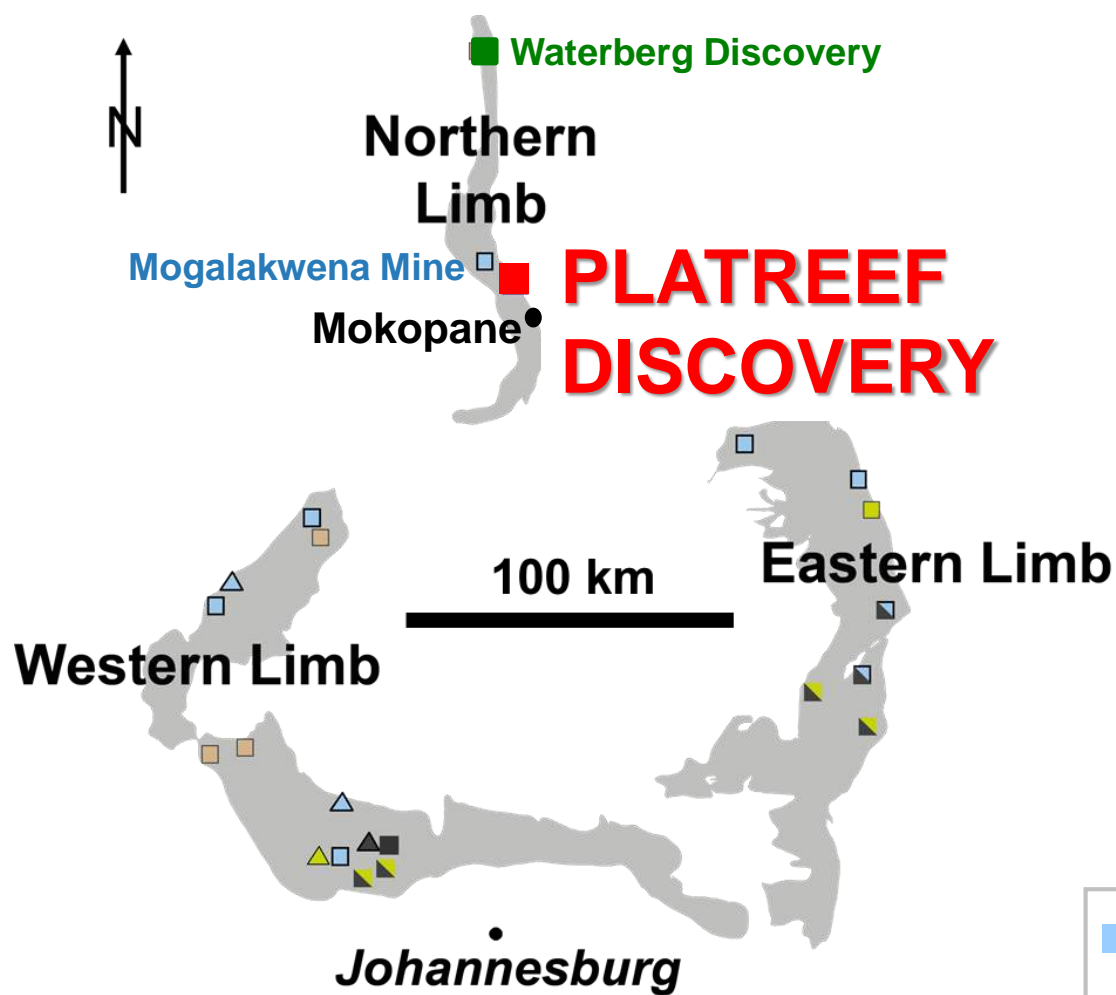 Waterberg Discovery
N
Northern
Limb
Mogalakwena Mine
PLATREEF
DISCOVERY
Mokopane
100 km
Eastern Limb
Western Limb
Johannesburg